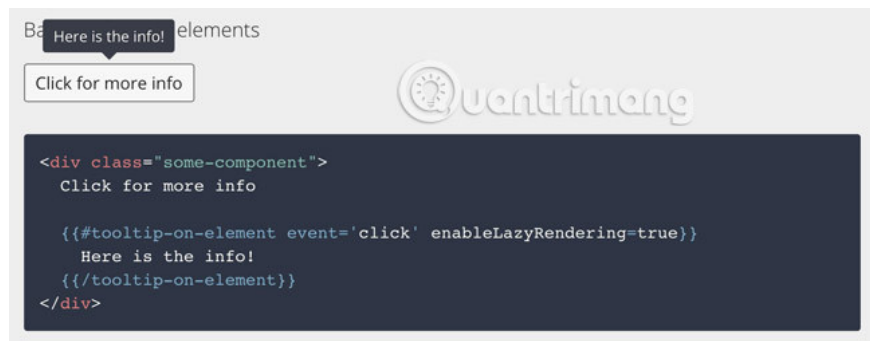 Ba elements
Here is the info!
Click for more info
Quantrimang
<div class="some-component">
Click for more info
{{#tooltip-on-element event='click' enableLazyRendering=true}}
Here is the info!
{{/tooltip-on-element}}
</div>